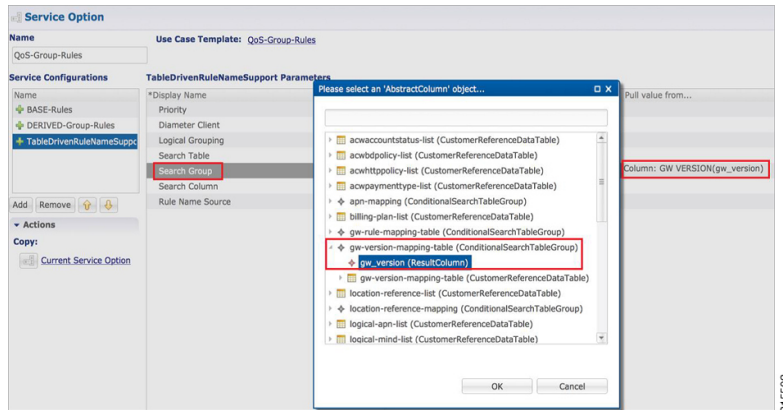 Service Option
Name
Use Case Template: QoS-Group-Rules
QoS-Group-Rules
Service Configurations
TableDrivenRuleNameSupport Parameters
Name
BASE-Rules
DERIVED-Group-Rules
TableDrivenRuleNameSuppo
Add
Remove
Actions
Copy:
Current Service Option
*Display Name
Priority
Diameter Client
Logical Grouping
Search Table
Search Group
Search Column
Rule Name Source
Please select an 'AbstractColumn' object...
acwaccountstatus-list (CustomerReferenceDataTable)
acwbdpolicy-list (CustomerReferenceDataTable)
acwhttppolicy-list (CustomerReferenceDataTable)
acwpaymenttype-list (CustomerReferenceDataTable)
apn-mapping (ConditionalSearchTableGroup)
billing-plan-list (CustomerReferenceDataTable)
gw-rule-mapping-table (ConditionalSearchTableGroup)
gw-version-mapping-table (ConditionalSearchTableGroup)
gw_version (ResultColumn)
gw-version-mapping-table (CustomerReferenceDataTable)
location-reference-list (CustomerReferenceDataTable)
location-reference-mapping (ConditionalSearchTableGroup)
logical-apn-list (CustomerReferenceDataTable)
logical-mind-list (CustomerReferenceDataTable)
OK
Cancel
Pull value from...
Column: GW VERSION(gw_version)